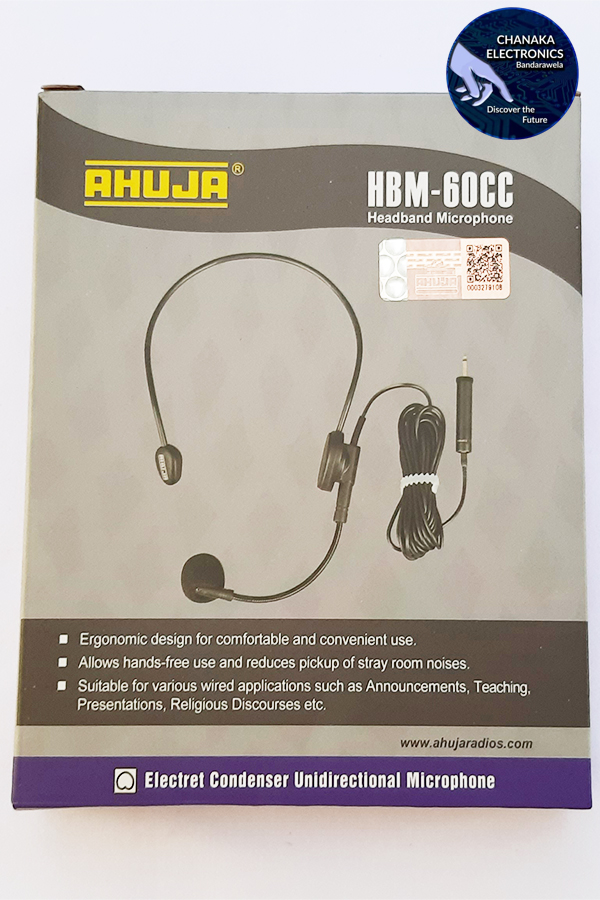 CHANAKA
ELECTRONICS
Bandarawela
Discover the
Future
AHUJA®
HBM-60CC
Headband Microphone
AHUJA
0003279108
Ergonomic design for comfortable and convenient use.
Allows hands-free use and reduces pickup of stray room noises.
Suitable for various wired applications such as Announcements, Teaching,
Presentations, Religious Discourses etc.
www.ahujaradios.com
Electret Condenser Unidirectional Microphone